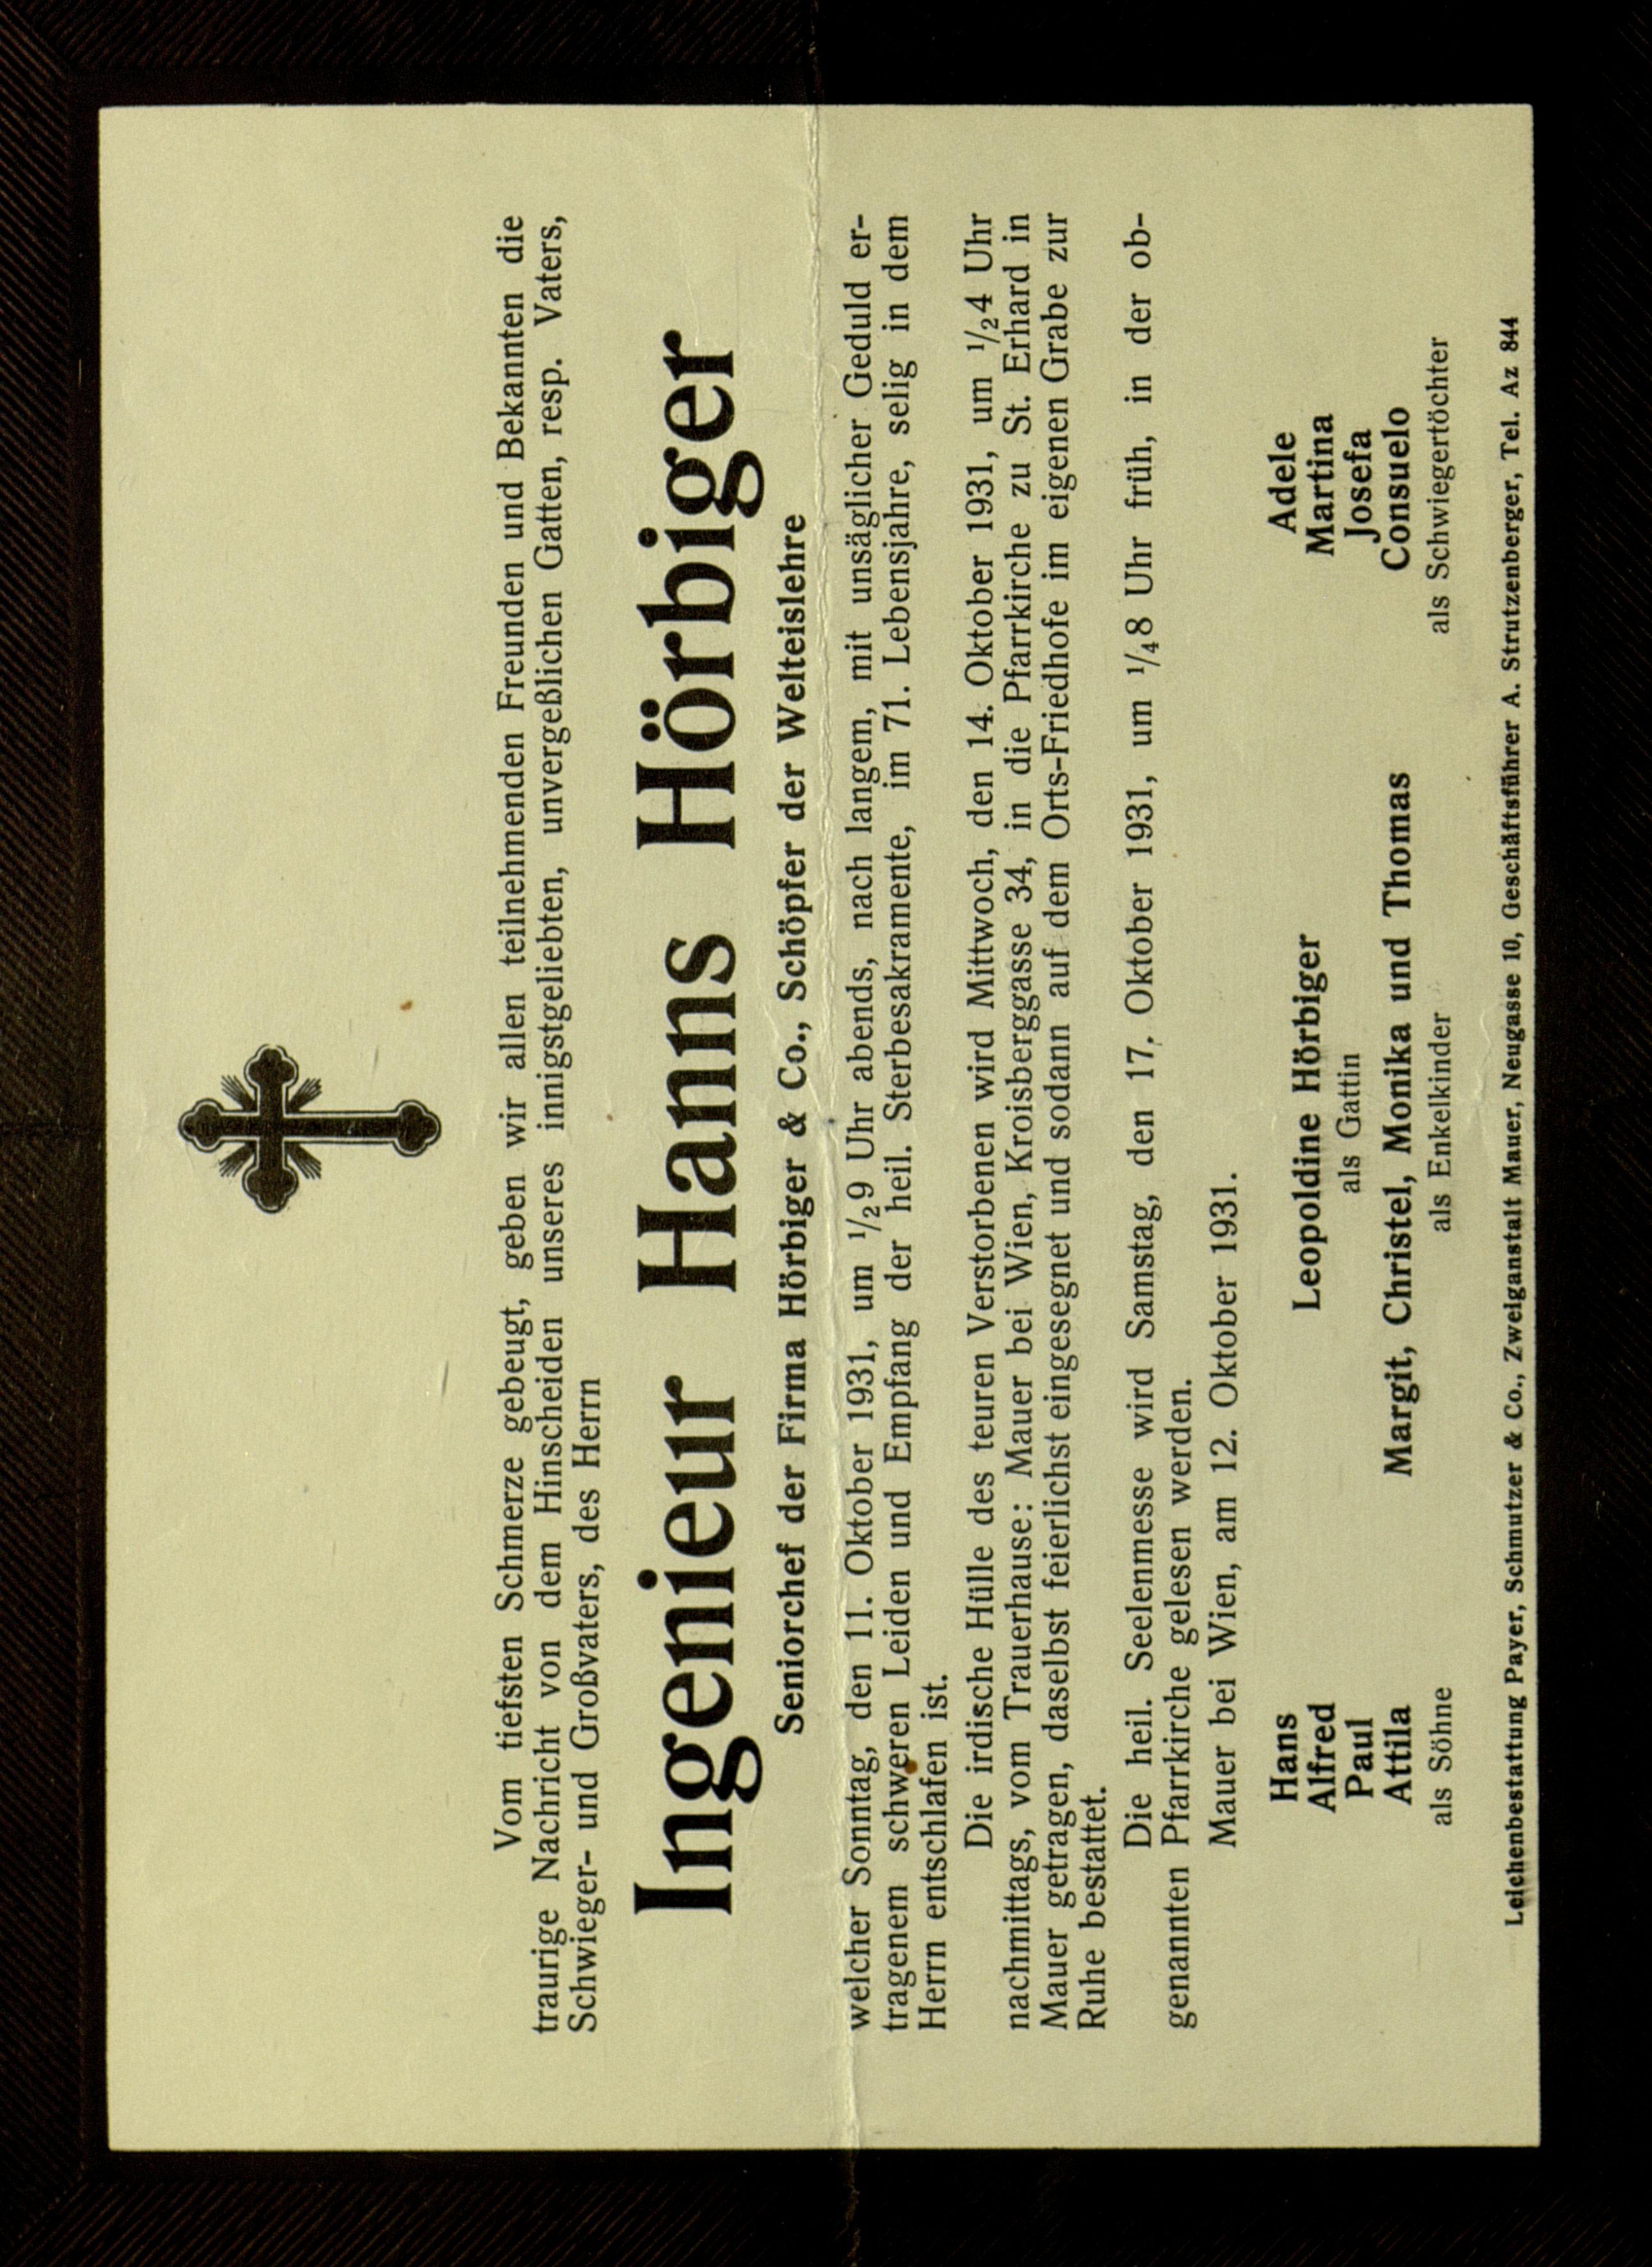 Vom tiefsten Schmerze gebeugt, geben wir allen teilnehmenden Freunden und Bekannten die
traurige Nachricht von dem Hinscheiden unseres innigstgeliebten, unvergeßlichen Gatten, resp. Vaters,
Schwieger- und Großvaters, des Herrn
Ingenieur Hanns Hörbiger
Seniorchef der Firma Hörbiger & Co., Schöpfer der Welteislehre
welcher Sonntag, den 11. Oktober 1931, um 1/2 9 Uhr abends, nach langem, mit unsäglicher Geduld er-
tragenem schweren Leiden und Empfang der heil. Sterbesakramente, im 71. Lebensjahre, selig in dem
Herrn entschlafen ist.
Die irdische Hülle des teuren Verstorbenen wird Mittwoch, den 14. Oktober 1931, um 1/2 4 Uhr
nachmittags, vom Trauerhause: Mauer bei Wien, Kroisberggasse 34, in die Pfarrkirche zu St. Erhard in
Mauer getragen, daselbst feierlichst eingesegnet und sodann auf dem Orts-Friedhofe im eigenen Grabe zur
Ruhe bestattet.
Die heil. Seelenmesse wird Samstag, den 17. Oktober 1931, um 1/4 8 Uhr früh, in der ob-
genannten Pfarrkirche gelesen werden.
Mauer bei Wien, am 12. Oktober 1931.
Hans
Alfred
Paul
Attila
als Söhne
Leopoldine Hörbiger
als Gattin
Margit, Christel, Monika und Thomas
als Enkelkinder
Adele
Martina
Josefa
Consuelo
als Schwiegertöchter
Leichenbestattung Payer, Schmutzer & Co., Zweiganstalt Mauer, Neugasse 10, Geschäftsführer A. Strutzenberger, Tel. Az 844